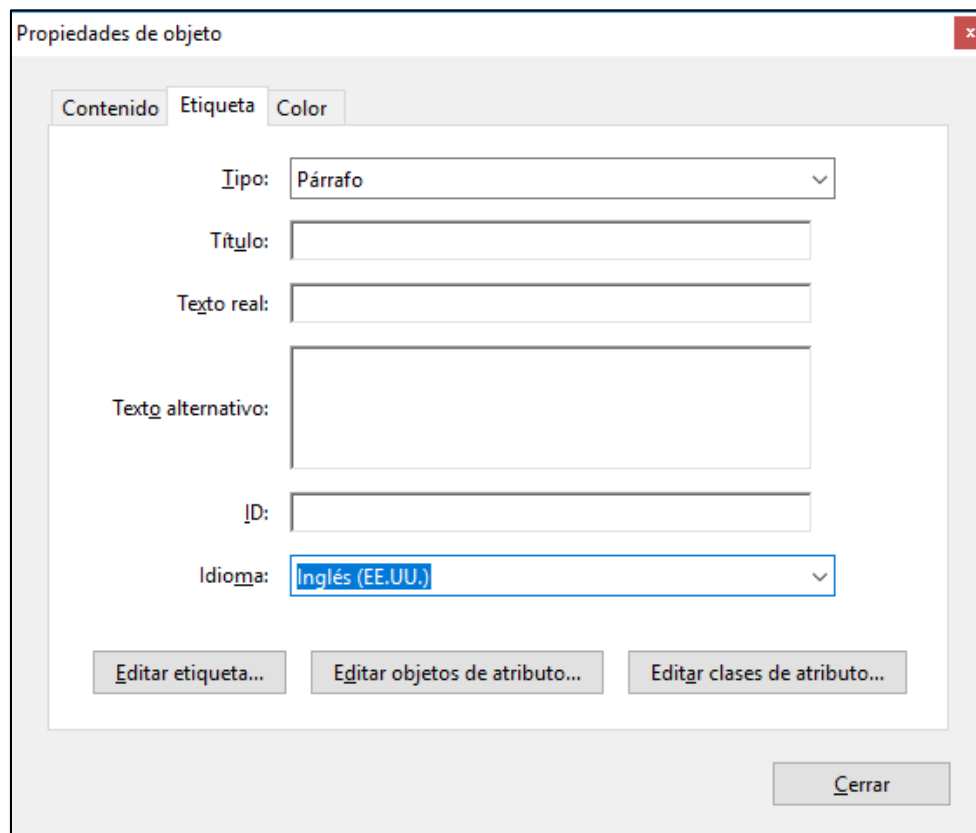 Propiedades de objeto x
Contenido Etiqueta Color
Tipo: Párrafo
Título:
Texto real:
Texto alternativo:
ID:
Idioma: Inglés (EE.UU.)
Editar etiqueta... Editar objetos de atributo... Editar clases de atributo...
Cerrar